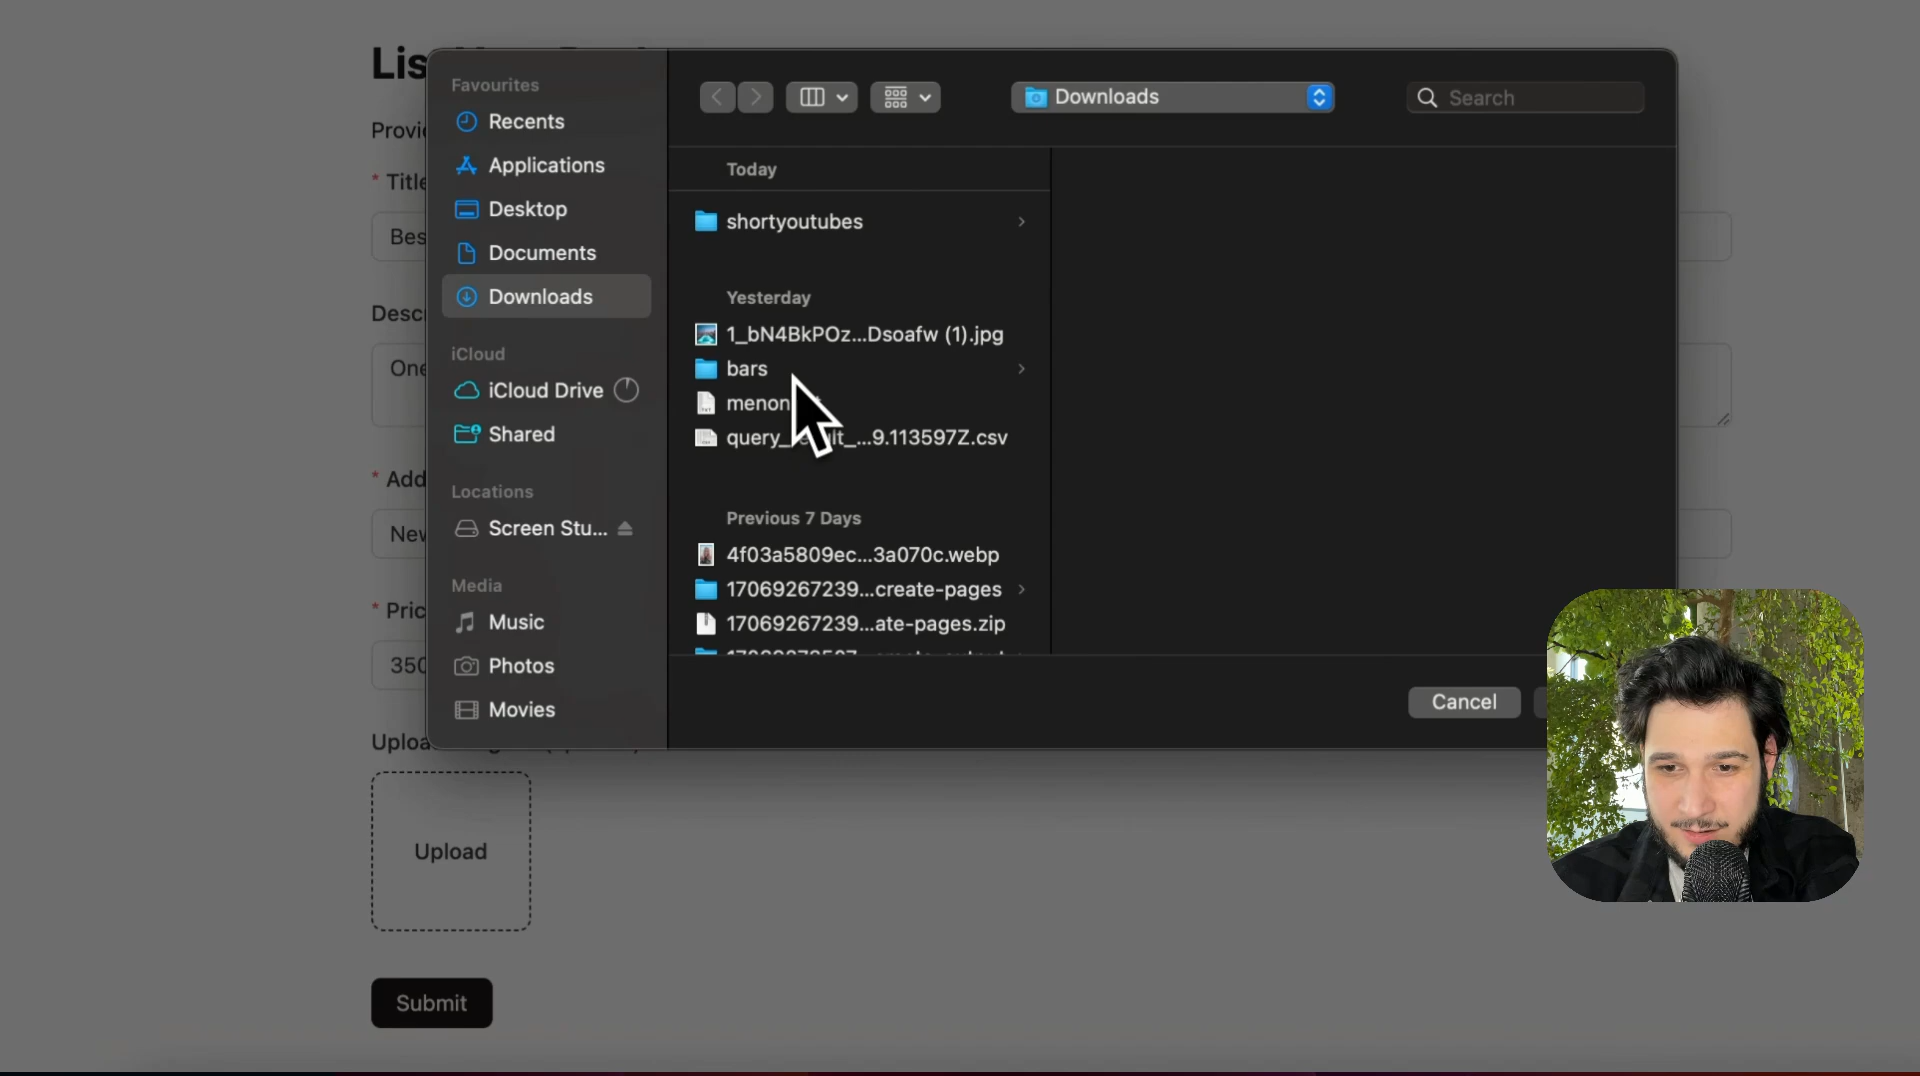 Lis
Provi
* Title
Bes
Desc
One
* Add
New
* Pric
350
Uploa
Upload
Submit
Favourites
Recents
Applications
Desktop
Documents
Downloads
iCloud
iCloud Drive
Shared
Locations
Screen Stu...
Media
Music
Photos
Movies
Downloads
Search
Today
shortyoutubes
Yesterday
1_bN4BkPOz...Dsoafw (1).jpg
bars
menon
query_ ..._...9.113597Z.csv
Previous 7 Days
4f03a5809ec...3a070c.webp
17069267239...create-pages
17069267239...ate-pages.zip
Cancel